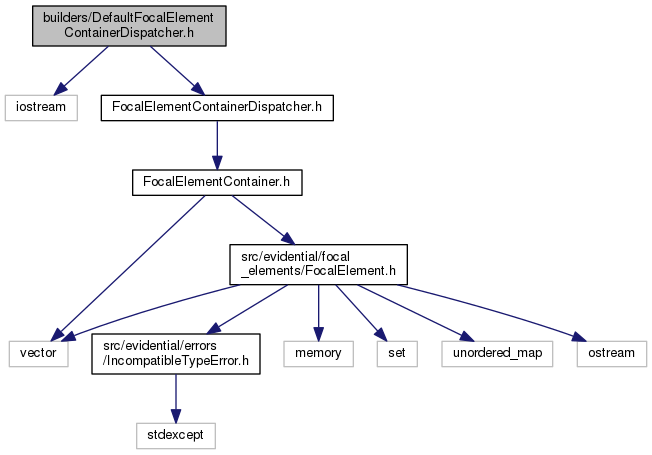 builders/DefaultFocalElement
ContainerDispatcher.h
iostream
FocalElementContainerDispatcher.h
FocalElementContainer.h
src/evidential/focal
_elements/FocalElement.h
vector
src/evidential/errors
/IncompatibleTypeError.h
memory
set
unordered_map
ostream
stdexcept